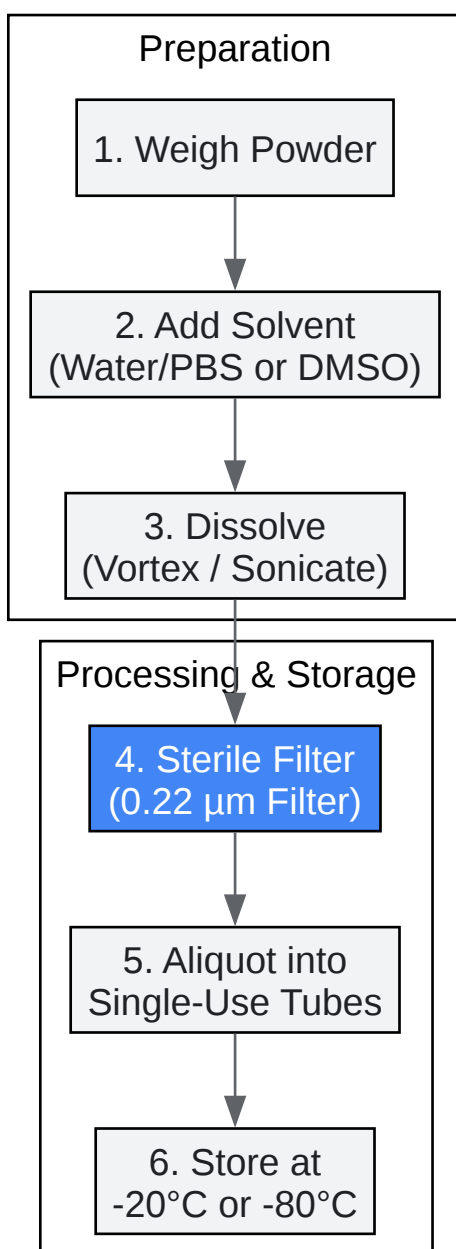 Preparation
1. Weigh Powder
2. Add Solvent
(Water/PBS or DMSO)
3. Dissolve
(Vortex / Sonicate)
Processing & Storage
4. Sterile Filter
(0.22 µm Filter)
5. Aliquot into
Single-Use Tubes
6. Store at
-20°C or -80°C